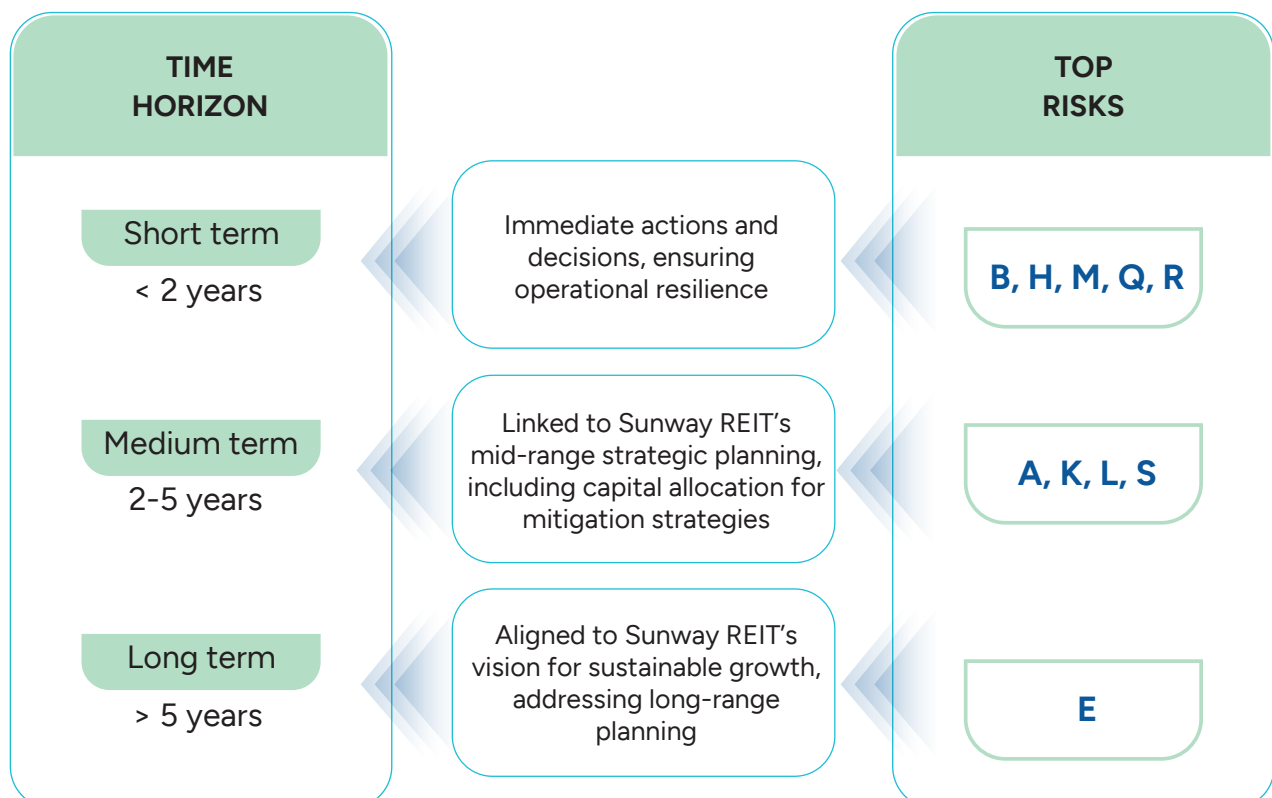 TIME
HORIZON
TOP
RISKS
Short term
< 2 years
Immediate actions and
decisions, ensuring
operational resilience
B, H, M, Q, R
Medium term
2-5 years
Linked to Sunway REIT’s
mid-range strategic planning,
including capital allocation for
mitigation strategies
A, K, L, S
Long term
> 5 years
Aligned to Sunway REIT’s
vision for sustainable growth,
addressing long-range
planning
E